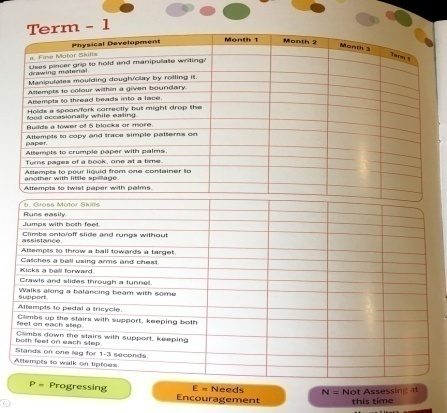 Term - 1
Physical Development Month 1 Month 2 Month 3 Term 1
a. Fine Motor Skills
Uses pincer grip to hold and manipulate writing/
drawing material.
Manipulates moulding dough/clay by rolling it.
Attempts to colour within a given boundary.
Attempts to thread beads into a lace.
Holds a spoon/fork correctly but might drop the
food occasionally while eating.
Builds a tower of 5 blocks or more.
Attempts to copy and trace simple patterns on
paper.
Attempts to crumple paper with palms.
Turns pages of a book, one at a time.
Attempts to pour liquid from one container to
another with little spillage.
Attempts to twist paper with palms.
b. Gross Motor Skills
Runs easily.
Jumps with both feet.
Climbs onto/off slide and rungs without
assistance.
Attempts to throw a ball towards a target.
Catches a ball using arms and chest.
Kicks a ball forward.
Crawls and slides through a tunnel.
Walks along a balancing beam with some
support.
Attempts to pedal a tricycle.
Climbs up the stairs with support, keeping both
feet on each step.
Climbs down the stairs with support, keeping
both feet on each step.
Stands on one leg for 1-3 seconds.
Attempts to walk on tiptoes.
P = Progressing
E = Needs
Encouragement
N = Not Assessing at
this time